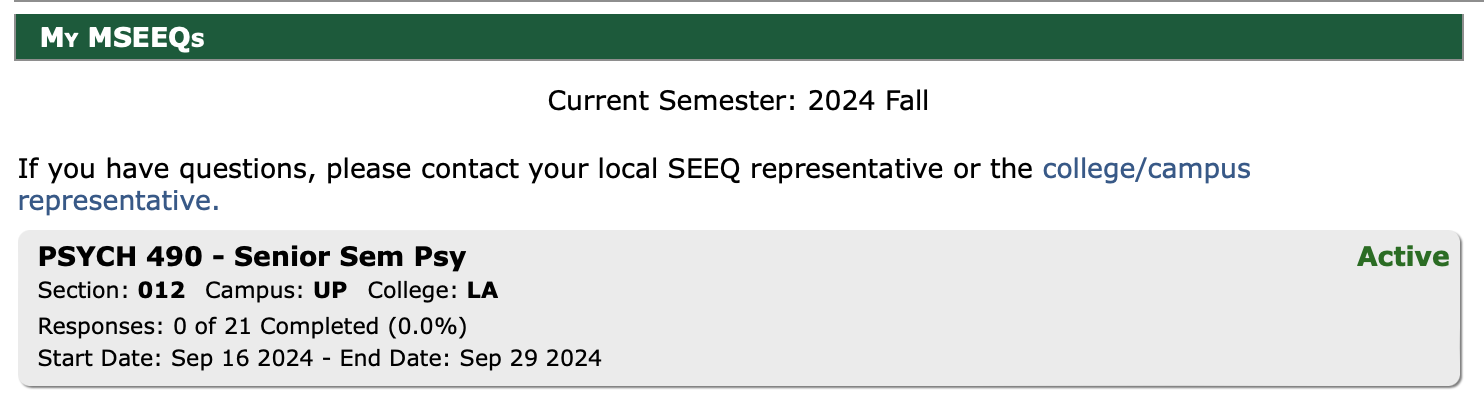 My MSEEQs
Current Semester: 2024 Fall
If you have questions, please contact your local SEEQ representative or the college/campus
representative.
PSYCH 490 - Senior Sem Psy Active
Section: 012 Campus: UP College: LA
Responses: 0 of 21 Completed (0.0%)
Start Date: Sep 16 2024 - End Date: Sep 29 2024